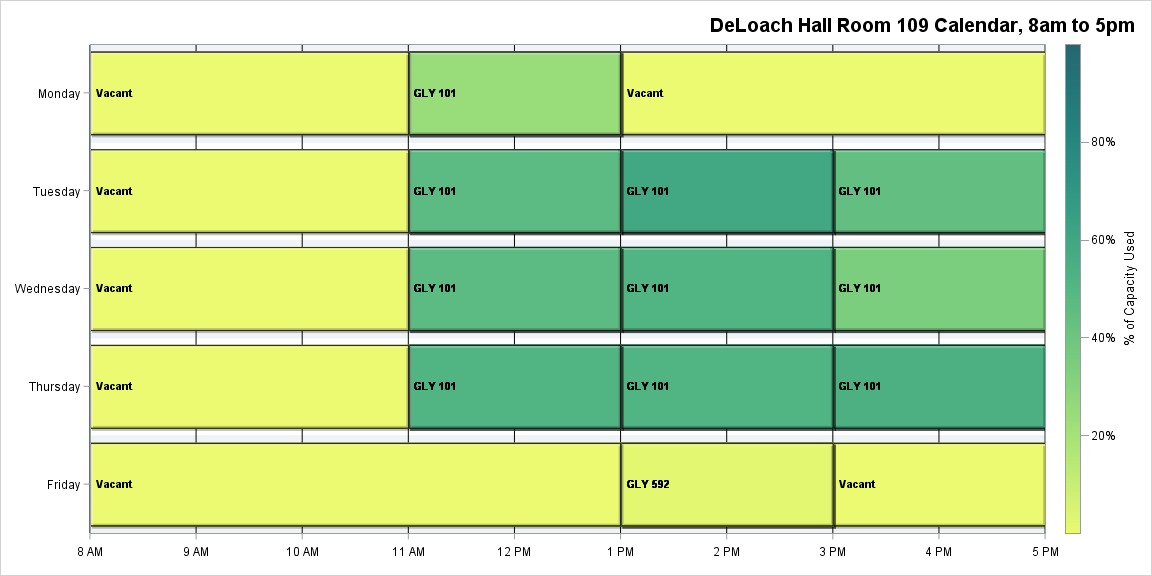 DeLoach Hall Room 109 Calendar, 8am to 5pm
Monday
Vacant
GLY 101
Vacant
Tuesday
Vacant
GLY 101
GLY 101
GLY 101
Wednesday
Vacant
GLY 101
GLY 101
GLY 101
Thursday
Vacant
GLY 101
GLY 101
GLY 101
Friday
Vacant
GLY 592
Vacant
8 AM
9 AM
10 AM
11 AM
12 PM
1 PM
2 PM
3 PM
4 PM
5 PM
80%
60%
40%
20%
% of Capacity Used